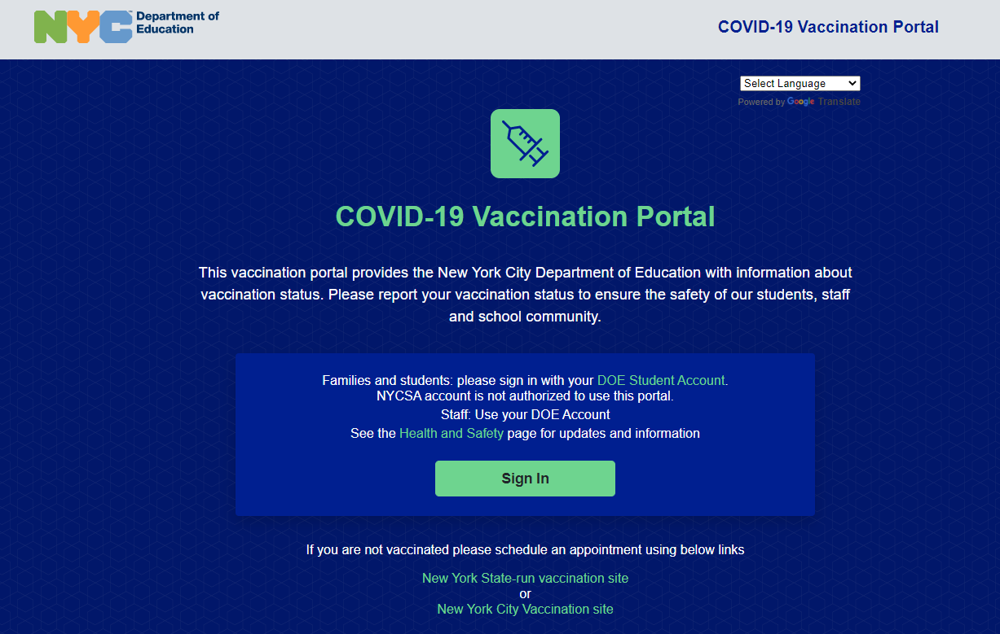 NYC Department of
Education
COVID-19 Vaccination Portal
Select Language
Powered by Google Translate
COVID-19 Vaccination Portal
This vaccination portal provides the New York City Department of Education with information about
vaccination status. Please report your vaccination status to ensure the safety of our students, staff
and school community.
Families and students: please sign in with your DOE Student Account.
NYCSA account is not authorized to use this portal.
Staff: Use your DOE Account
See the Health and Safety page for updates and information
Sign In
If you are not vaccinated please schedule an appointment using below links
New York State-run vaccination site
or
New York City Vaccination site